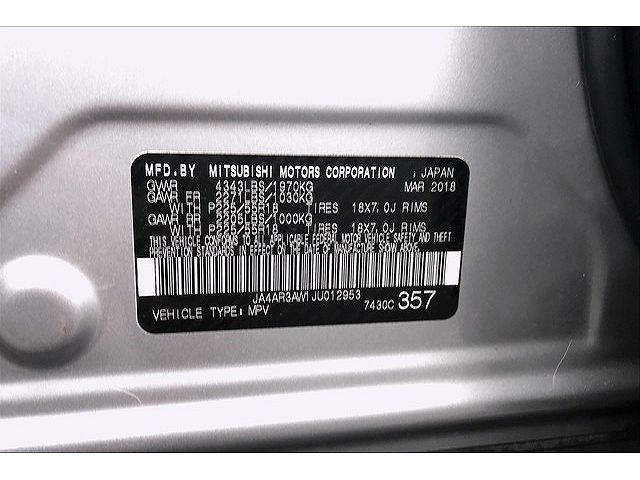 MFD.BY MITSUBISHI MOTORS CORPORATION , JAPAN
MAR 2018
GVWR 4343LBS/1970KG
GAWR FR 2271LBS/1030KG
WITH P225/55R18 TIRES 18X7.0J RIMS
GAWR RR 2205LBS/1000KG
WITH P225/55R18 TIRES 18X7.0J RIMS
THIS VEHICLE CONFORMS TO ALL APPLICABLE FEDERAL MOTOR VEHICLE SAFETY AND THEFT
PREVENTION STANDARDS IN EFFECT ON THE DATE OF MANUFACTURE SHOWN ABOVE.
JA4AR3AW1JU012953
VEHICLE TYPE: MPV 7430C 357